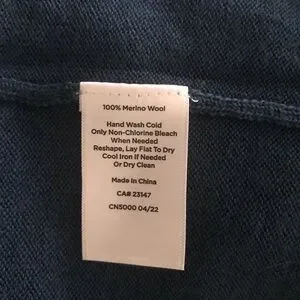 100% Merino Wool
Hand Wash Cold
Only Non-Chlorine Bleach
When Needed
Reshape, Lay Flat To Dry
Cool Iron If Needed
Or Dry Clean
Made in China
CA# 23147
CN5000 04/22